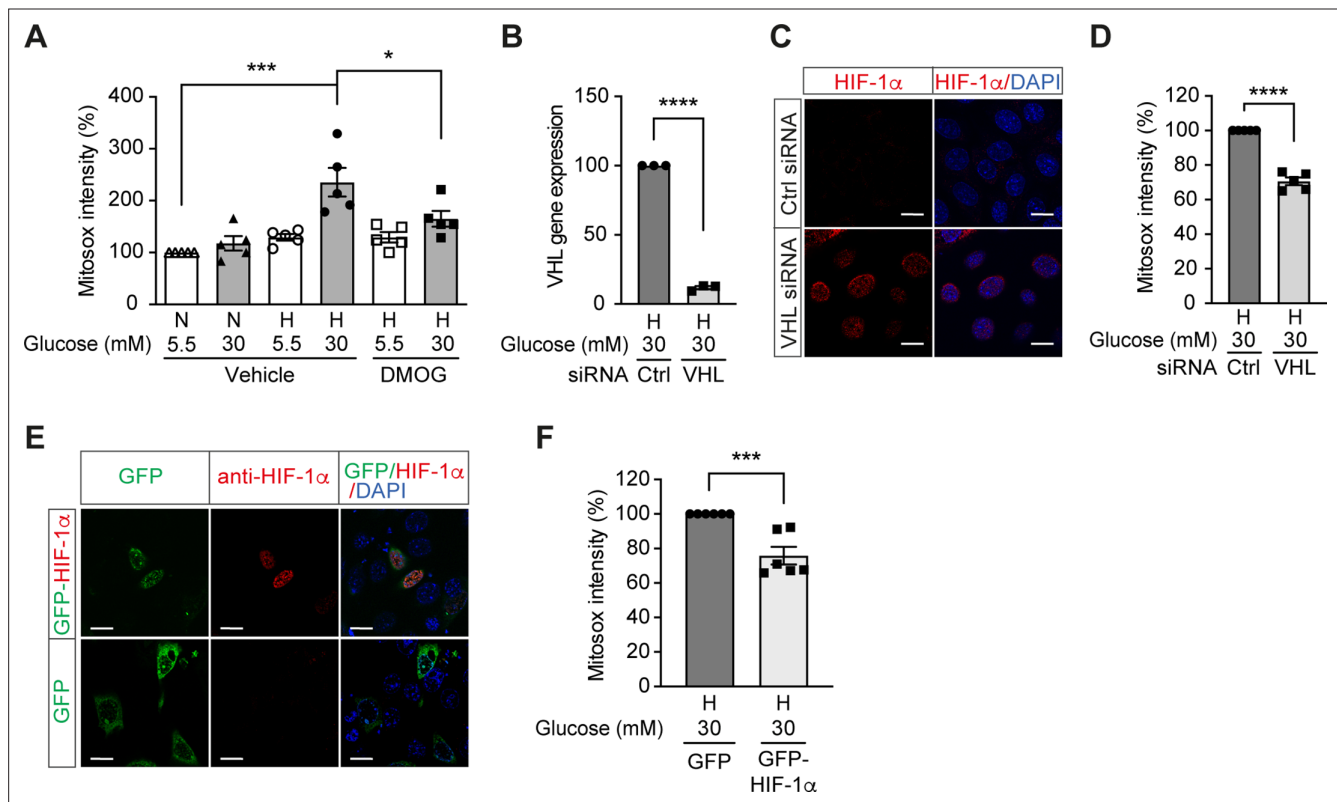 A
*** *
Mitosox intensity (%)
400
300
200
100
0
N N H H H H
Glucose (mM) 5.5 30 5.5 30 5.5 30
Vehicle DMOG
B
****
VHL gene expression
150
100
50
0
H H
Glucose (mM) 30 30
siRNA Ctrl VHL
C
HIF-1α HIF-1α/DAPI
Ctrl siRNA
VHL siRNA
D
****
Mitosox intensity (%)
120
100
80
60
40
20
0
H H
Glucose (mM) 30 30
siRNA Ctrl VHL
E
GFP anti-HIF-1α GFP/HIF-1α
/DAPI
GFP-HIF-1α
GFP
F
***
Mitosox intensity (%)
120
100
80
60
40
20
0
H H
Glucose (mM) 30 30
GFP GFP-
HIF-1α